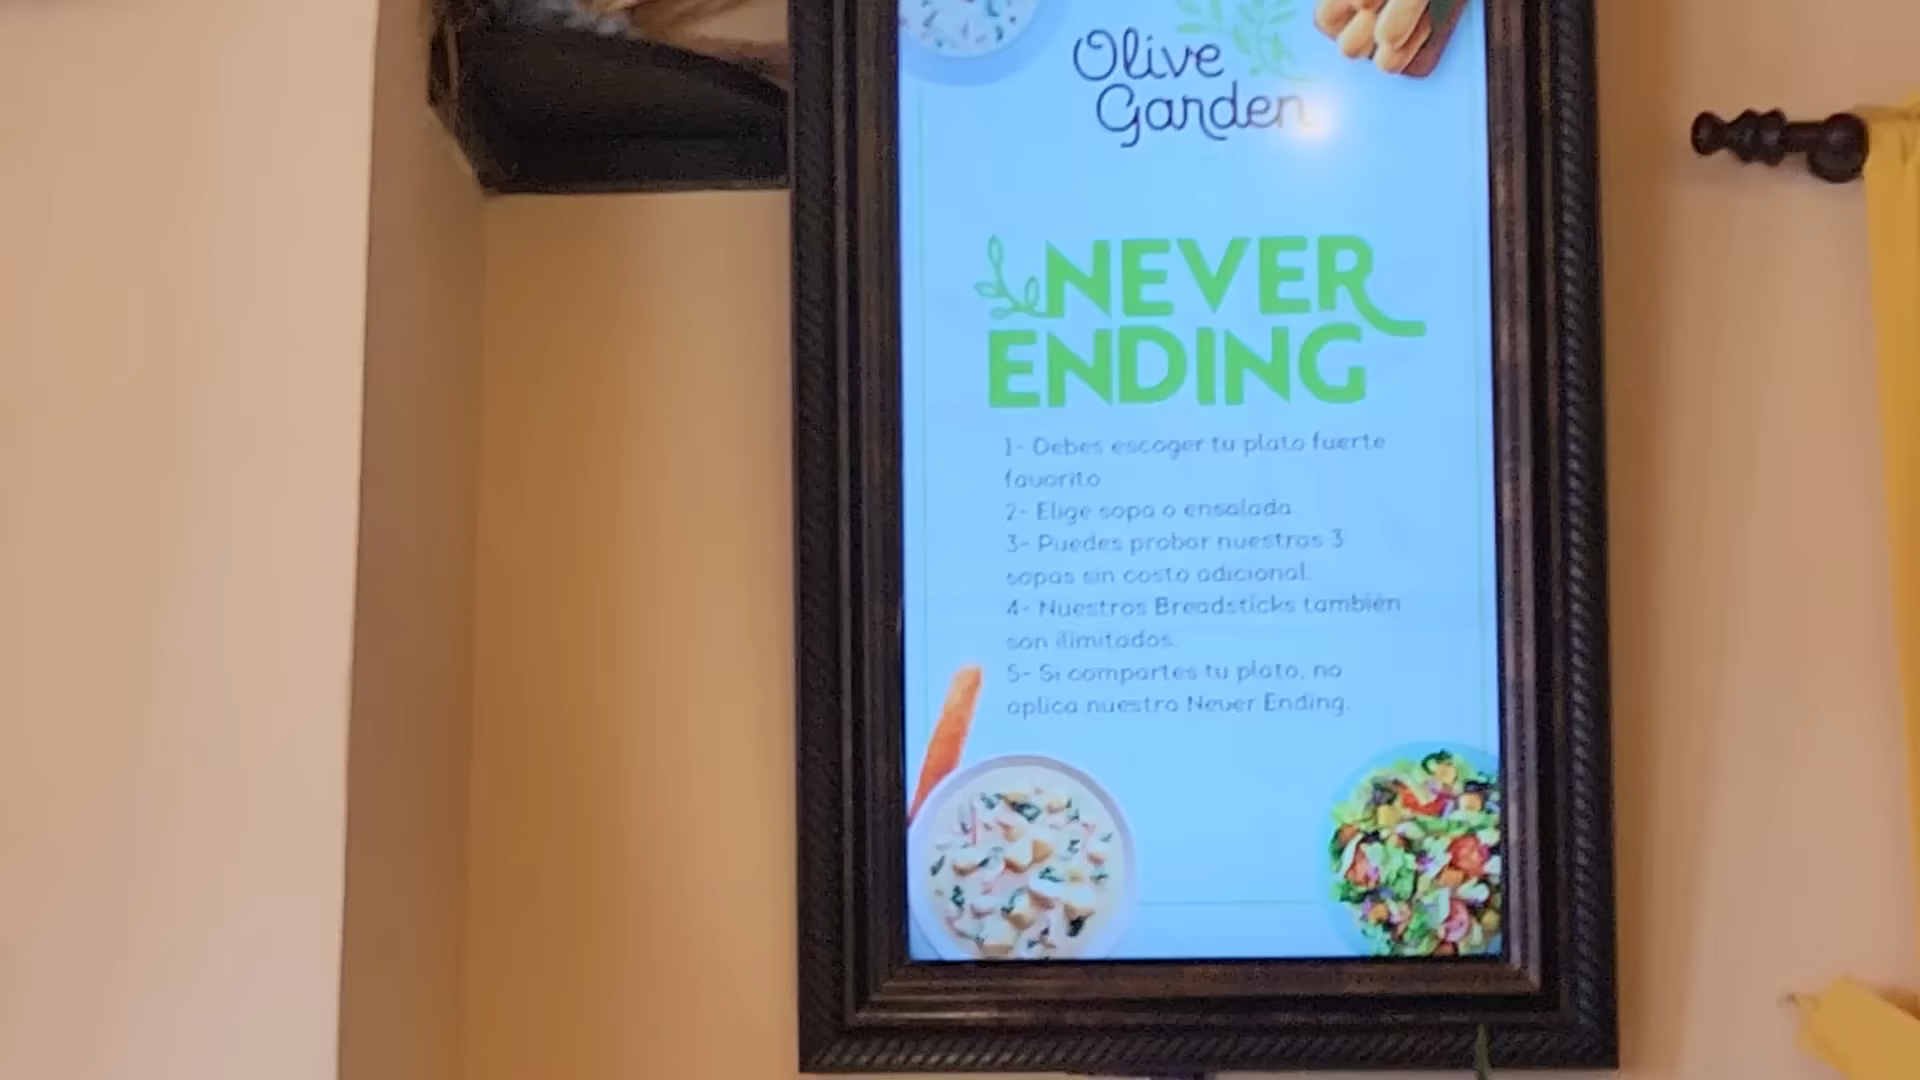 Olive
Garden
NEVER
ENDING
1- Debes escoger tu plato fuerte
favorito
2- Elige sopa o ensalada
3- Puedes probar nuestras 3
sopas sin costo adicional.
4- Nuestros Breadsticks también
son ilimitados.
5- Si compartes tu plato, no
aplica nuestro Never Ending.